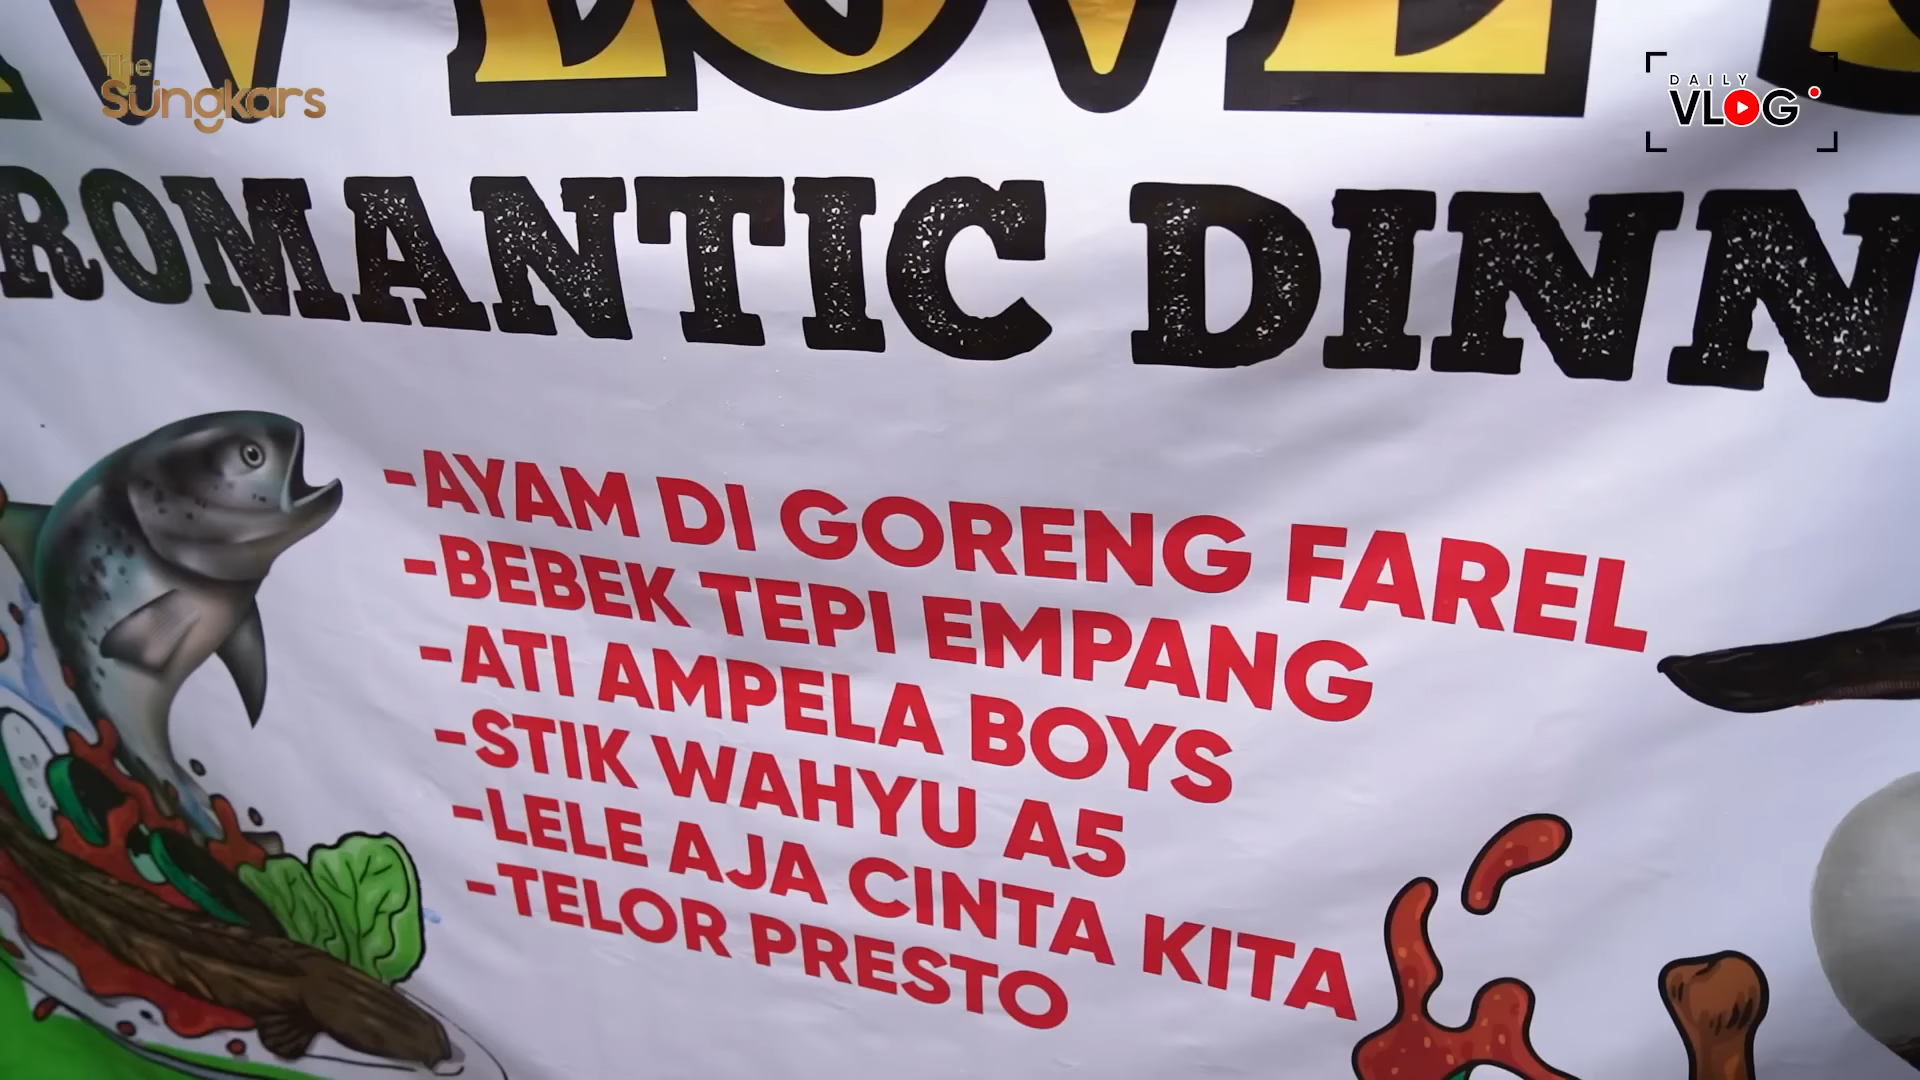 LOVE
The Sungkars
DAILY VLOG
ROMANTIC DINN
-AYAM DI GORENG FAREL
-BEBEK TEPI EMPANG
-ATI AMPELA BOYS
-STIK WAHYU A5
-LELE AJA CINTA KITA
-TELOR PRESTO